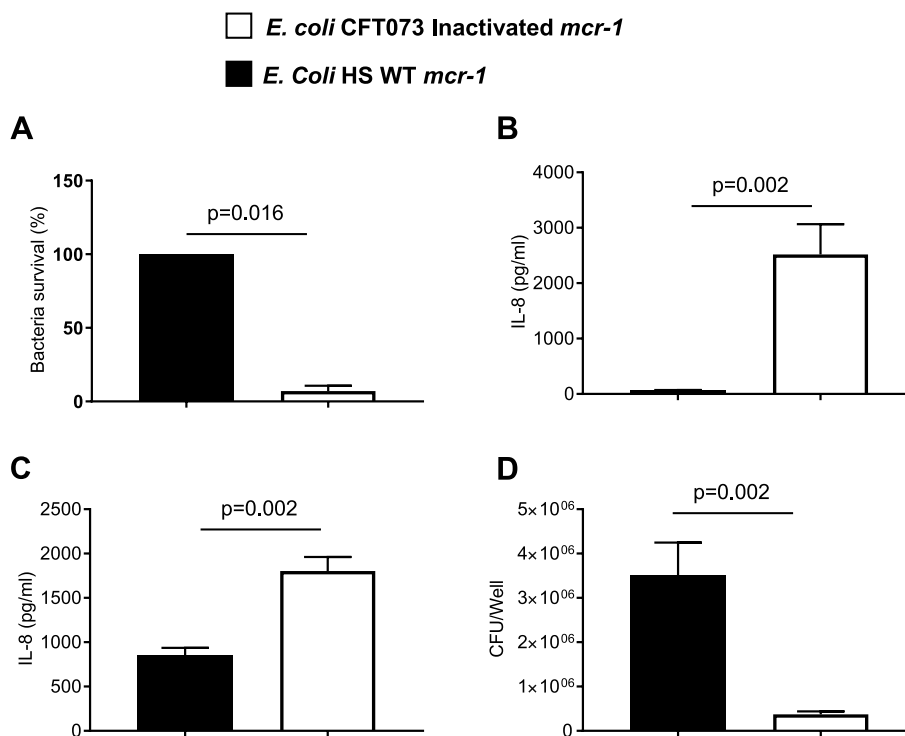 E. coli CFT073 Inactivated mcr-1
E. Coli HS WT mcr-1
A
150
100
50
0
Bacteria survival (%)
p=0.016
B
4000
3000
2000
1000
0
IL-8 (pg/ml)
p=0.002
C
2500
2000
1500
1000
500
0
IL-8 (pg/ml)
p=0.002
D
5×10⁰⁶
4×10⁰⁶
3×10⁰⁶
2×10⁰⁶
1×10⁰⁶
0
CFU/Well
p=0.002